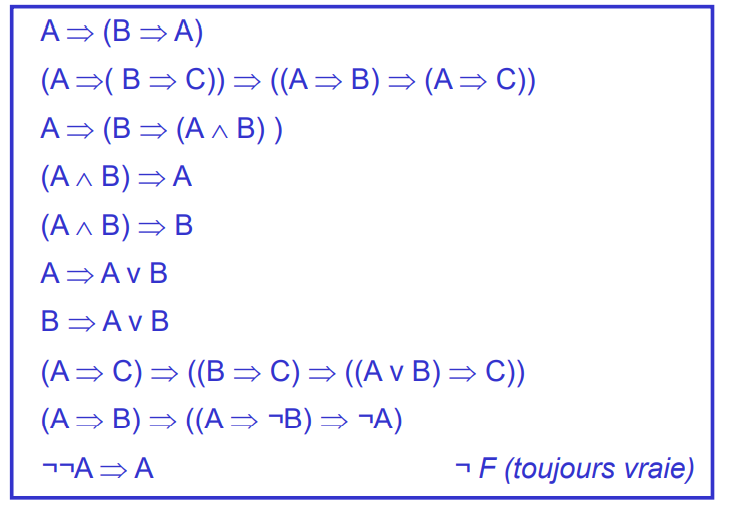 A ⇒ (B ⇒ A)
(A ⇒( B ⇒ C)) ⇒ ((A ⇒ B) ⇒ (A ⇒ C))
A ⇒ (B ⇒ (A ∧ B) )
(A ∧ B) ⇒ A
(A ∧ B) ⇒ B
A ⇒ A v B
B ⇒ A v B
(A ⇒ C) ⇒ ((B ⇒ C) ⇒ ((A v B) ⇒ C))
(A ⇒ B) ⇒ ((A ⇒ ¬B) ⇒ ¬A)
¬¬A ⇒ A ¬ F (toujours vraie)